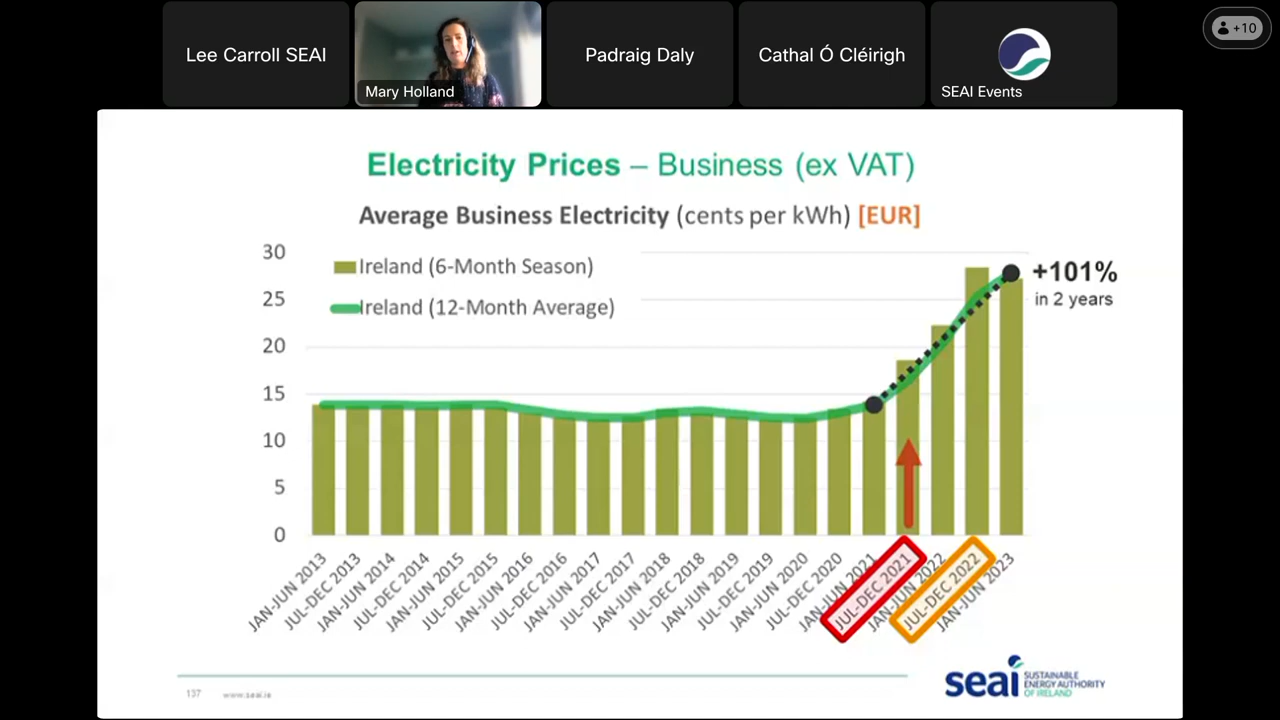 Lee Carroll SEAI
Mary Holland
Padraig Daly
Cathal Ó Cléirigh
SEAI Events
+10
Electricity Prices – Business (ex VAT)
Average Business Electricity (cents per kWh) [EUR]
30
25
20
15
10
5
0
Ireland (6-Month Season)
Ireland (12-Month Average)
+101%
in 2 years
JAN-JUN 2013
JUL-DEC 2013
JAN-JUN 2014
JUL-DEC 2014
JAN-JUN 2015
JUL-DEC 2015
JAN-JUN 2016
JUL-DEC 2016
JAN-JUN 2017
JUL-DEC 2017
JAN-JUN 2018
JUL-DEC 2018
JAN-JUN 2019
JUL-DEC 2019
JAN-JUN 2020
JUL-DEC 2020
JAN-JUN 2021
JUL-DEC 2021
JAN-JUN 2022
JUL-DEC 2022
JAN-JUN 2023
137
www.seai.ie
seai
SUSTAINABLE
ENERGY AUTHORITY
OF IRELAND